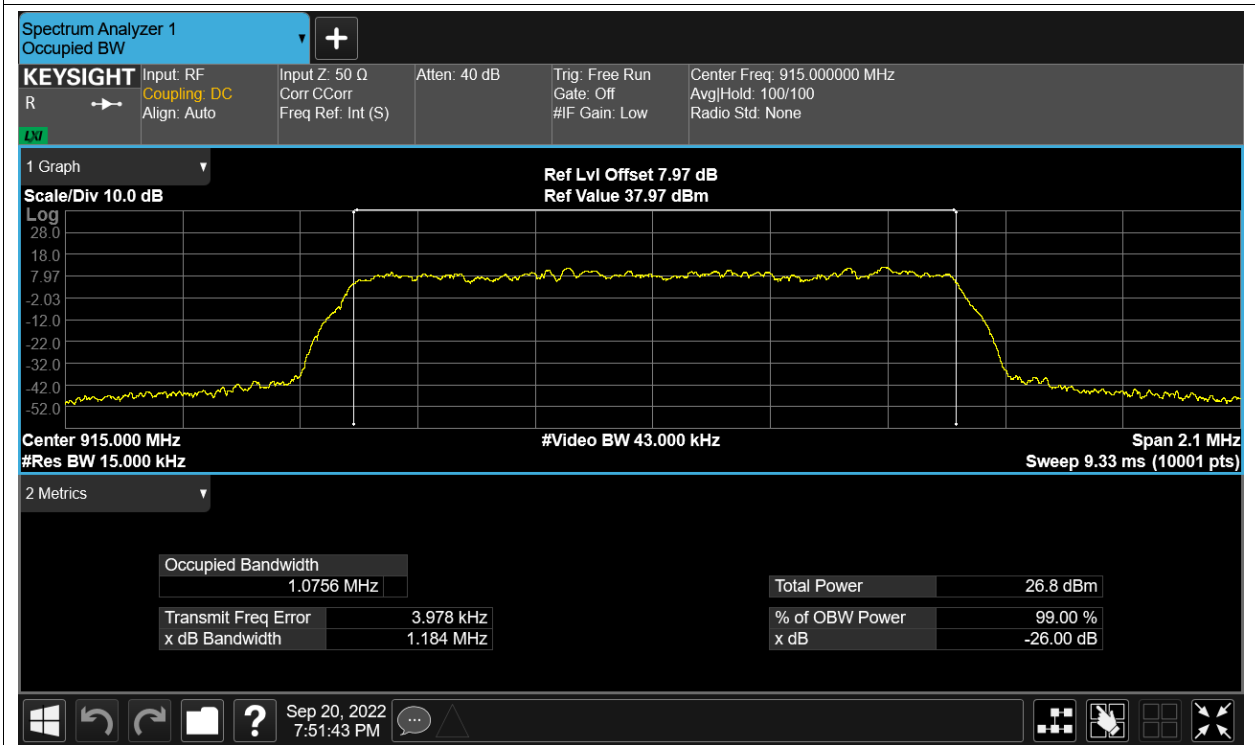 Spectrum Analyzer 1
Occupied BW
KEYSIGHT
R
LXI
Input: RF
Coupling: DC
Align: Auto
Input Z: 50 Ω
Corr CCorr
Freq Ref: Int (S)
Atten: 40 dB
Trig: Free Run
Gate: Off
#IF Gain: Low
Center Freq: 915.000000 MHz
Avg|Hold: 100/100
Radio Std: None
1 Graph
Scale/Div 10.0 dB
Ref Lvl Offset 7.97 dB
Ref Value 37.97 dBm
Log
28.0
18.0
7.97
-2.03
-12.0
-22.0
-32.0
-42.0
-52.0
Center 915.000 MHz
#Video BW 43.000 kHz
Span 2.1 MHz
#Res BW 15.000 kHz
Sweep 9.33 ms (10001 pts)
2 Metrics
Occupied Bandwidth
1.0756 MHz
Total Power 26.8 dBm
Transmit Freq Error 3.978 kHz
% of OBW Power 99.00 %
x dB Bandwidth 1.184 MHz
x dB -26.00 dB
?
Sep 20, 2022
7:51:43 PM